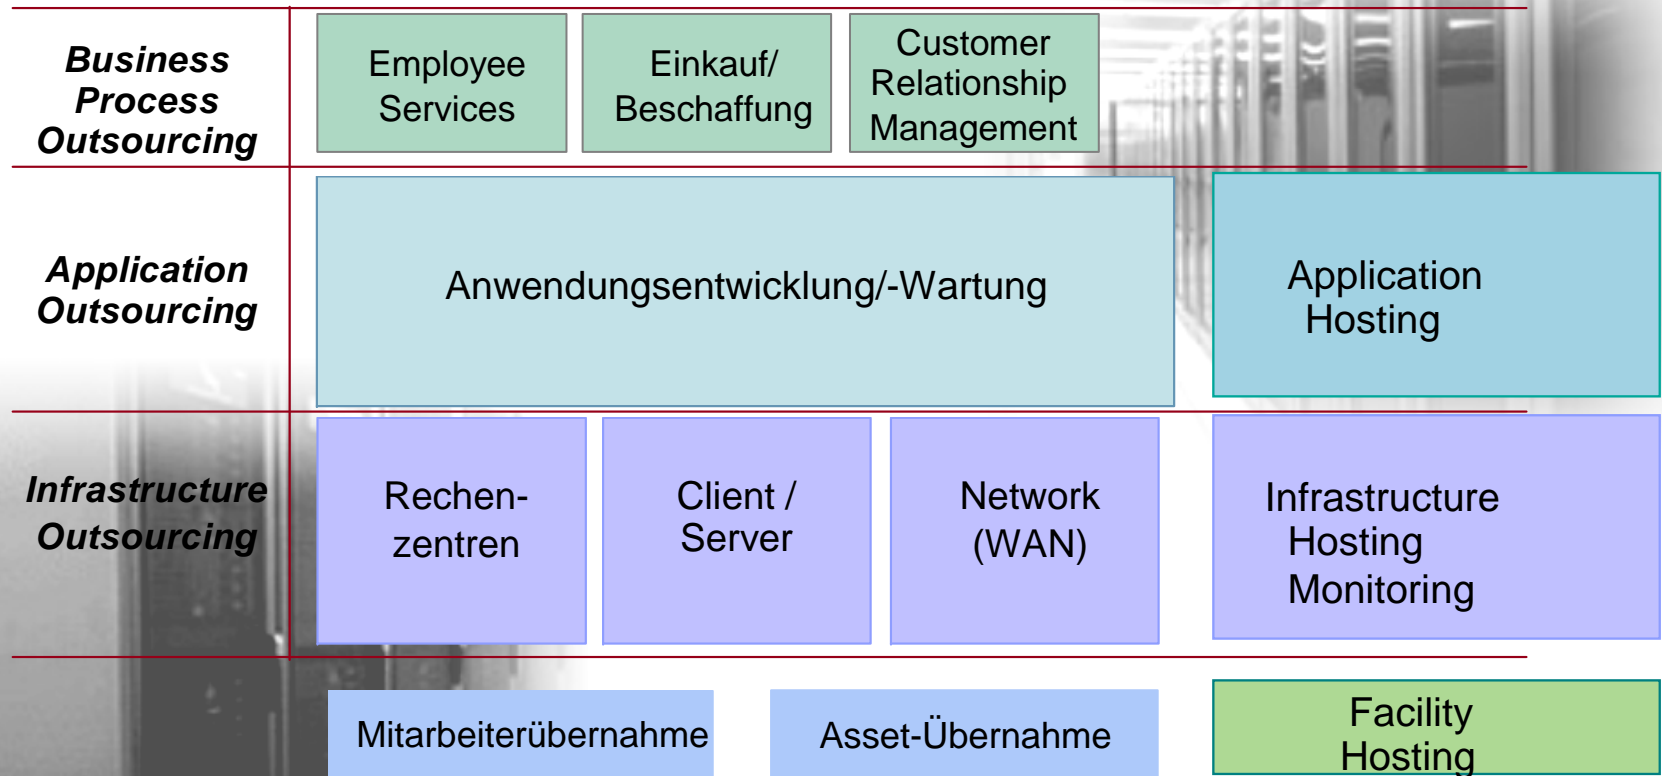 Business
Process
Outsourcing
Employee
Services
Einkauf/
Beschaffung
Customer
Relationship
Management
Application
Outsourcing
Anwendungsentwicklung/-Wartung
Application
Hosting
Infrastructure
Outsourcing
Rechen-
zentren
Client /
Server
Network
(WAN)
Infrastructure
Hosting
Monitoring
Mitarbeiterübernahme
Asset-Übernahme
Facility
Hosting